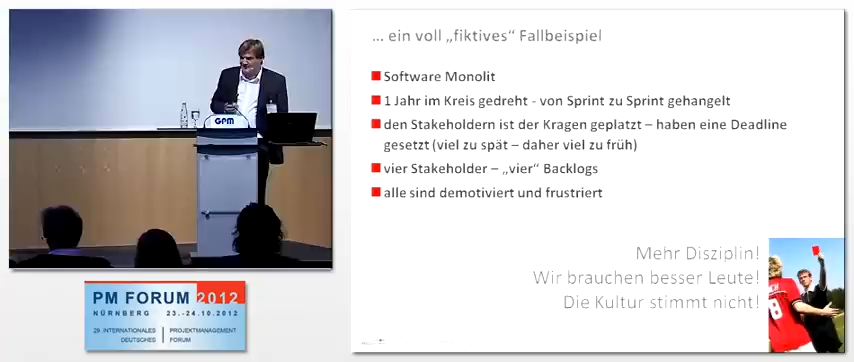 GPM
PM FORUM 2012
NÜRNBERG 23.-24.10.2012
29. INTERNATIONALES PROJEKTMANAGEMENT
DEUTSCHES FORUM
... ein voll „fiktives“ Fallbeispiel
Software Monolit
1 Jahr im Kreis gedreht - von Sprint zu Sprint gehangelt
den Stakeholdern ist der Kragen geplatzt – haben eine Deadline
gesetzt (viel zu spät – daher viel zu früh)
vier Stakeholder – „vier“ Backlogs
alle sind demotiviert und frustriert
Mehr Disziplin!
Wir brauchen besser Leute!
Die Kultur stimmt nicht!
8